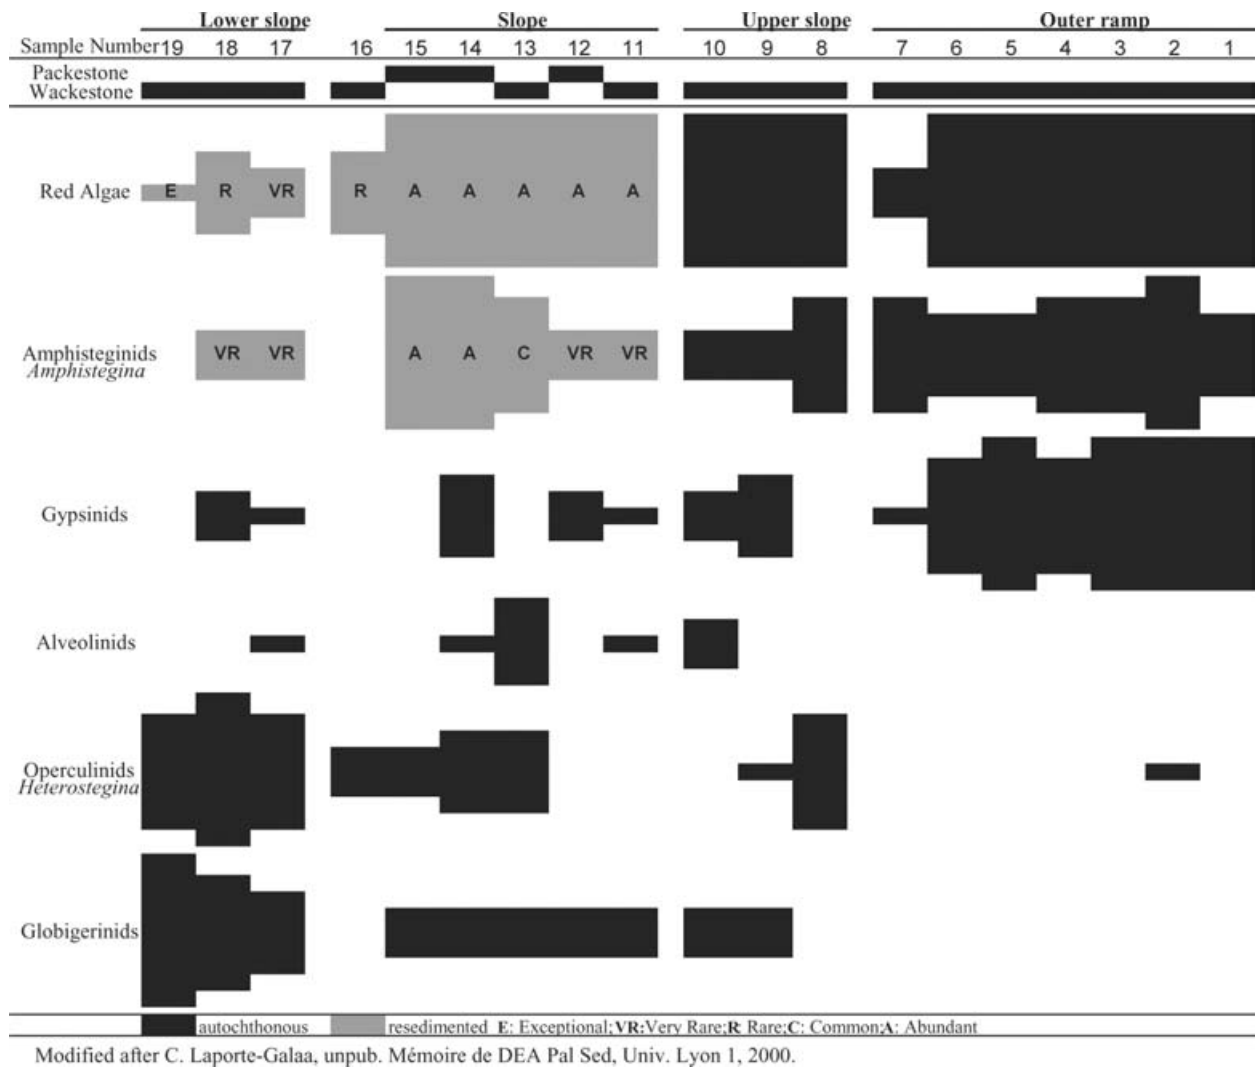 Lower slope Slope Upper slope Outer ramp
Sample Number 19 18 17 16 15 14 13 12 11 10 9 8 7 6 5 4 3 2 1
Packestone
Wackestone
Red Algae E R VR R A A A A A
Amphisteginids VR VR A A C VR VR
Amphistegina
Gypsinids
Alveolinids
Operculinids
Heterostegina
Globigerinids
autochthonous resedimented E: Exceptional;VR:Very Rare;R: Rare;C: Common;A: Abundant
Modified after C. Laporte-Galaa, unpub. Mémoire de DEA Pal Sed, Univ. Lyon 1, 2000.